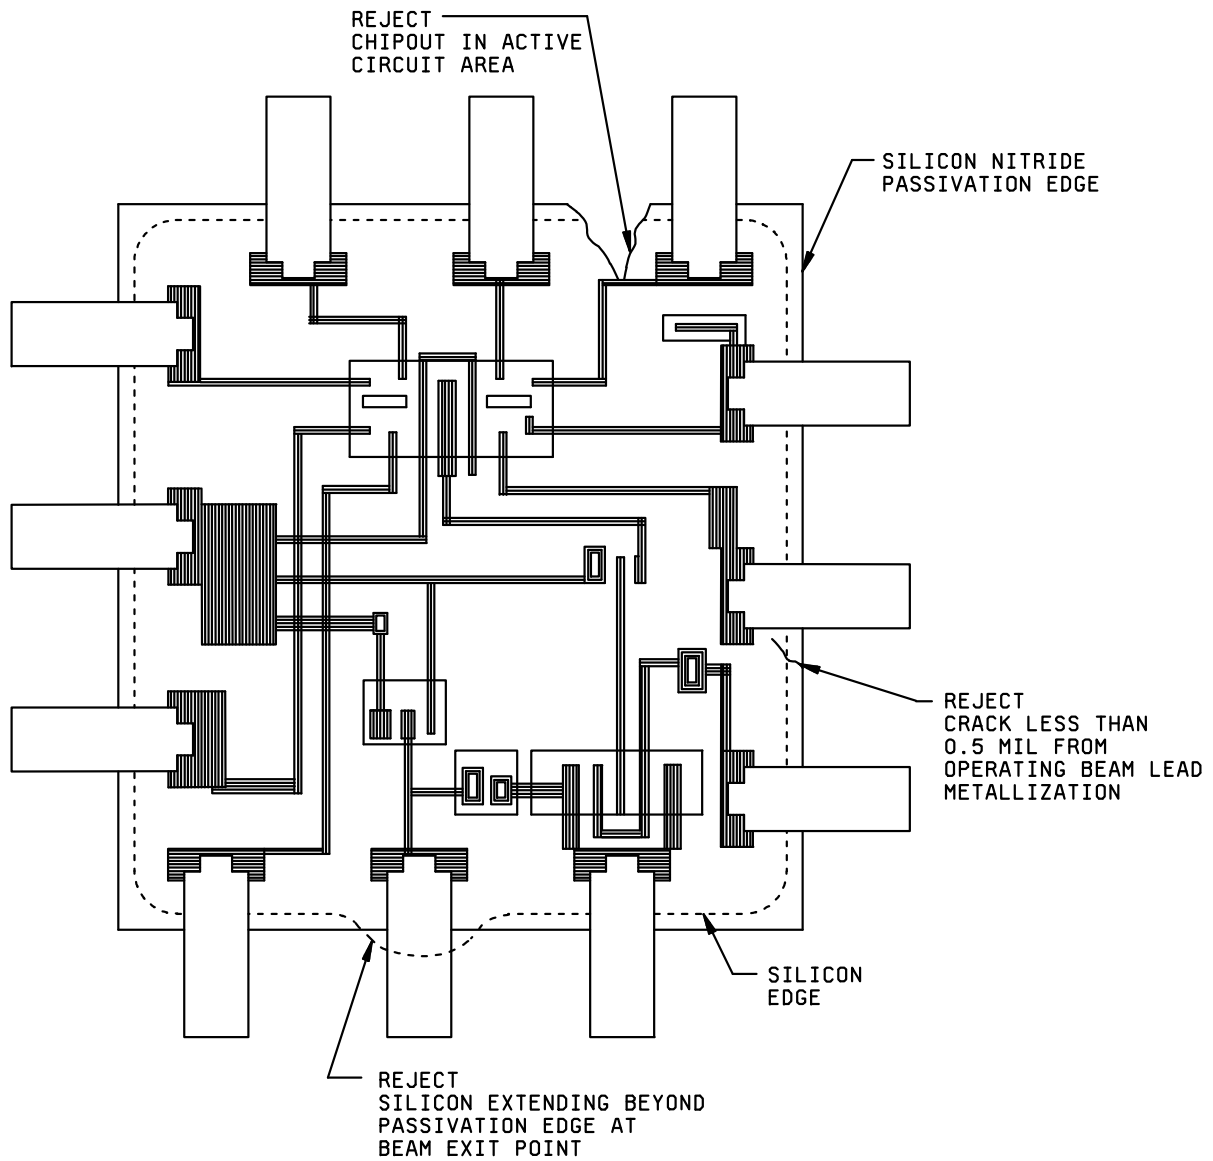 REJECT
CHIPOUT IN ACTIVE
CIRCUIT AREA
SILICON NITRIDE
PASSIVATION EDGE
REJECT
CRACK LESS THAN
0.5 MIL FROM
OPERATING BEAM LEAD
METALLIZATION
SILICON
EDGE
REJECT
SILICON EXTENDING BEYOND
PASSIVATION EDGE AT
BEAM EXIT POINT